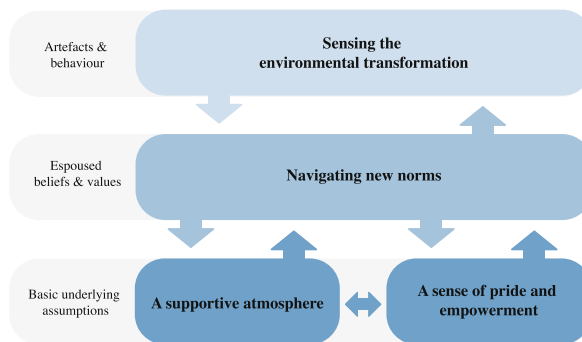 Artefacts &
behaviour
Sensing the
environmental transformation
Espoused
beliefs & values
Navigating new norms
Basic underlying
assumptions
A supportive atmosphere
A sense of pride and
empowerment